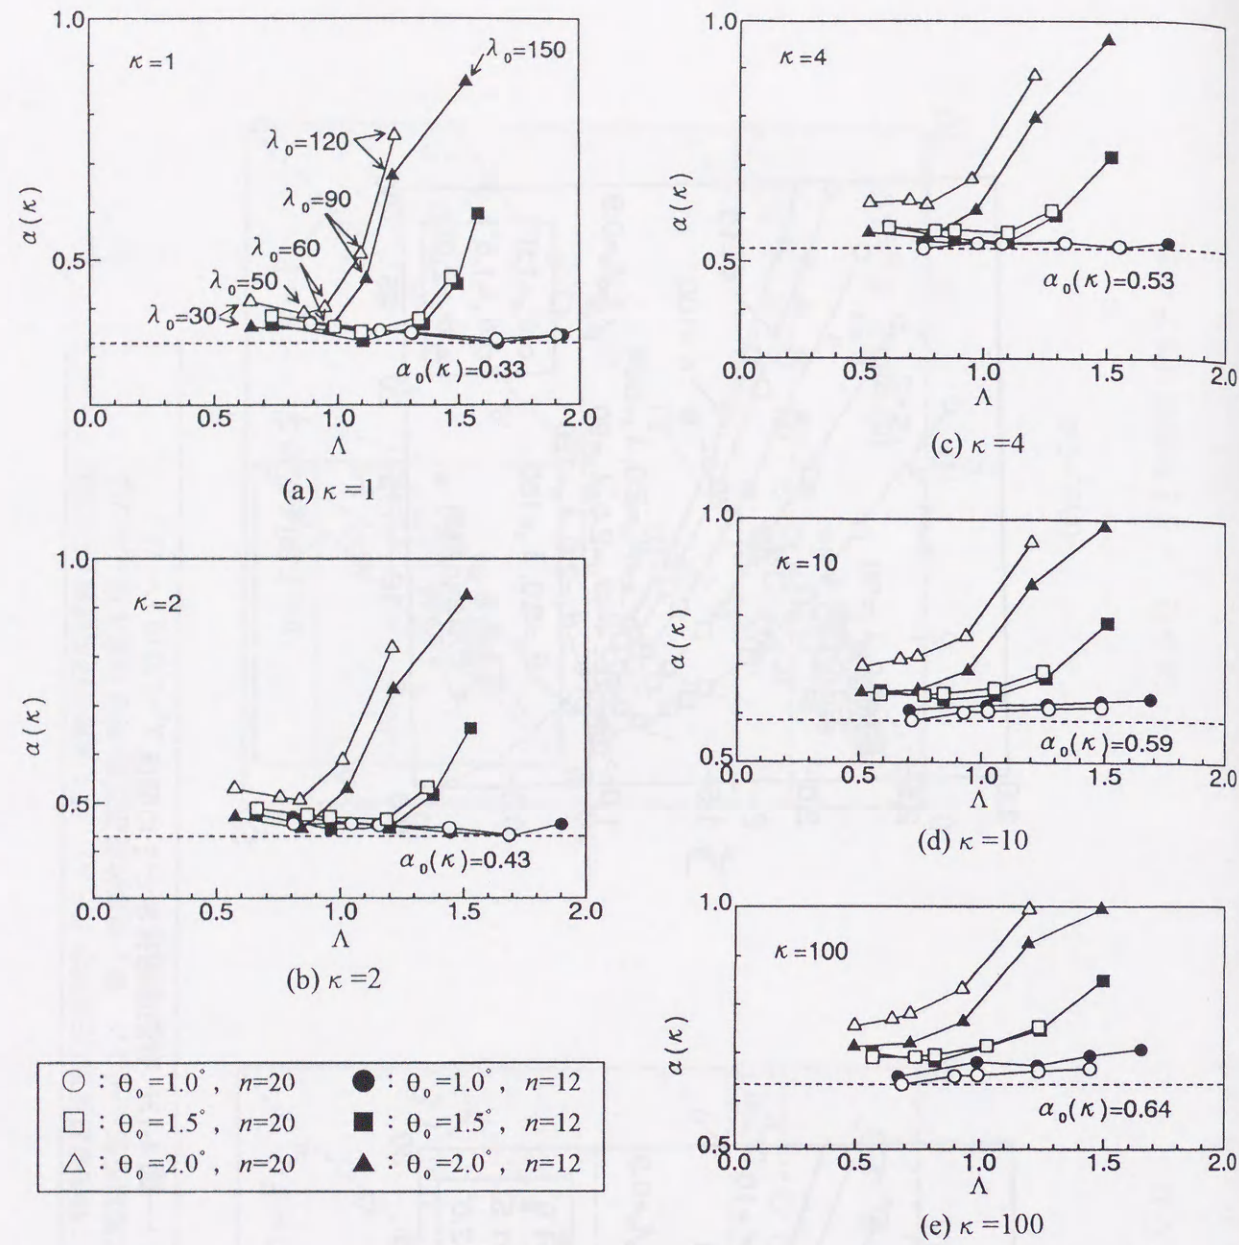 1.0
κ=1
λ₀=150
λ₀=120
λ₀=90
λ₀=60
λ₀=50
λ₀=30
α(κ)
0.5
α₀(κ)=0.33
0.0 0.5 1.0 1.5 2.0
Λ
(a) κ=1
1.0
κ=2
α(κ)
0.5
α₀(κ)=0.43
0.0 0.5 1.0 1.5 2.0
Λ
(b) κ=2
○ : θ₀=1.0°, n=20 ● : θ₀=1.0°, n=12
□ : θ₀=1.5°, n=20 ■ : θ₀=1.5°, n=12
△ : θ₀=2.0°, n=20 ▲ : θ₀=2.0°, n=12
1.0
κ=4
α(κ)
0.5
α₀(κ)=0.53
0.0 0.5 1.0 1.5 2.0
Λ
(c) κ=4
1.0
κ=10
α(κ)
α₀(κ)=0.59
0.5
0.0 0.5 1.0 1.5 2.0
Λ
(d) κ=10
1.0
κ=100
α(κ)
α₀(κ)=0.64
0.5
0.0 0.5 1.0 1.5 2.0
Λ
(e) κ=100